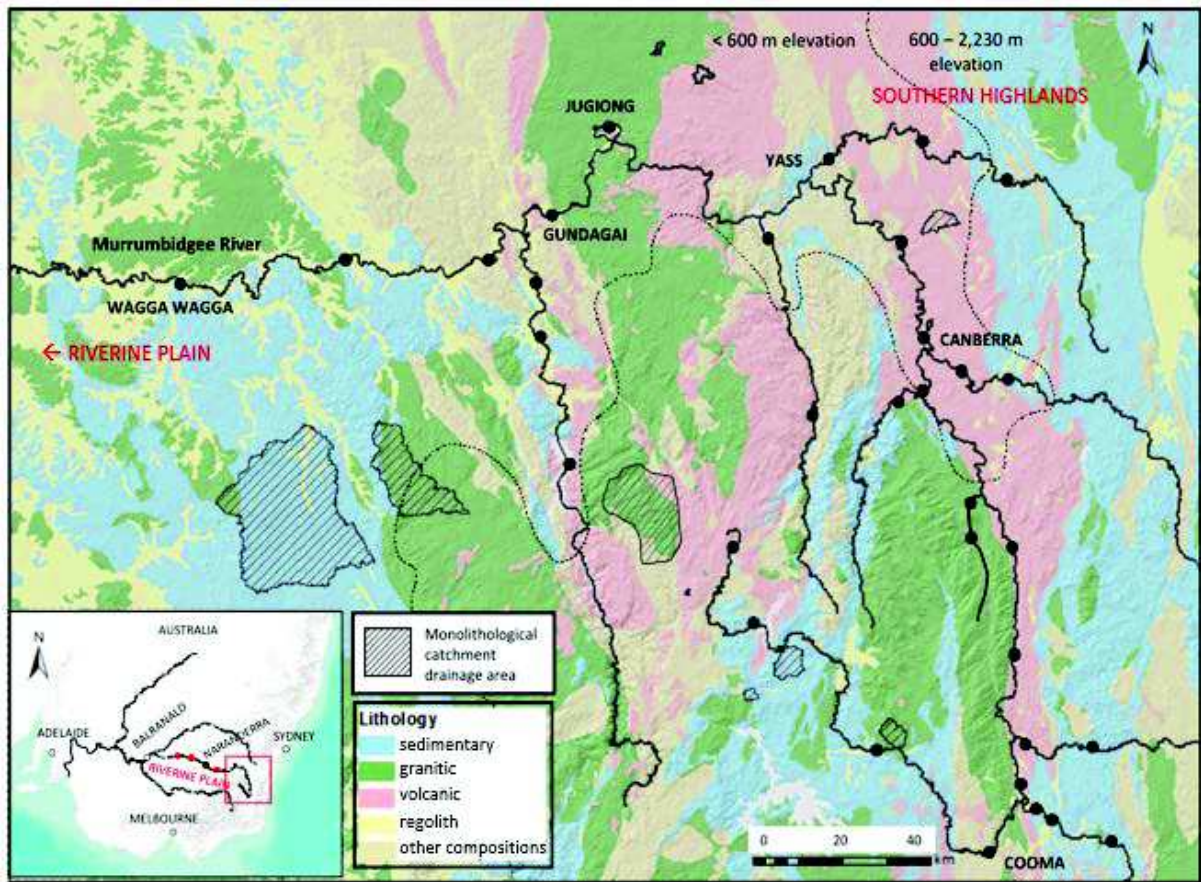 < 600 m elevation
600 – 2,230 m
elevation
N
SOUTHERN HIGHLANDS
JUGIONG
YASS
GUNDAGAI
Murrumbidgee River
WAGGA WAGGA
CANBERRA
← RIVERINE PLAIN
N
AUSTRALIA
ADELAIDE
BALRANALD
NARANDERRA
SYDNEY
RIVERINE PLAIN
MELBOURNE
Monolithological
catchment
drainage area
Lithology
sedimentary
granitic
volcanic
regolith
other compositions
0 20 40
km
COOMA